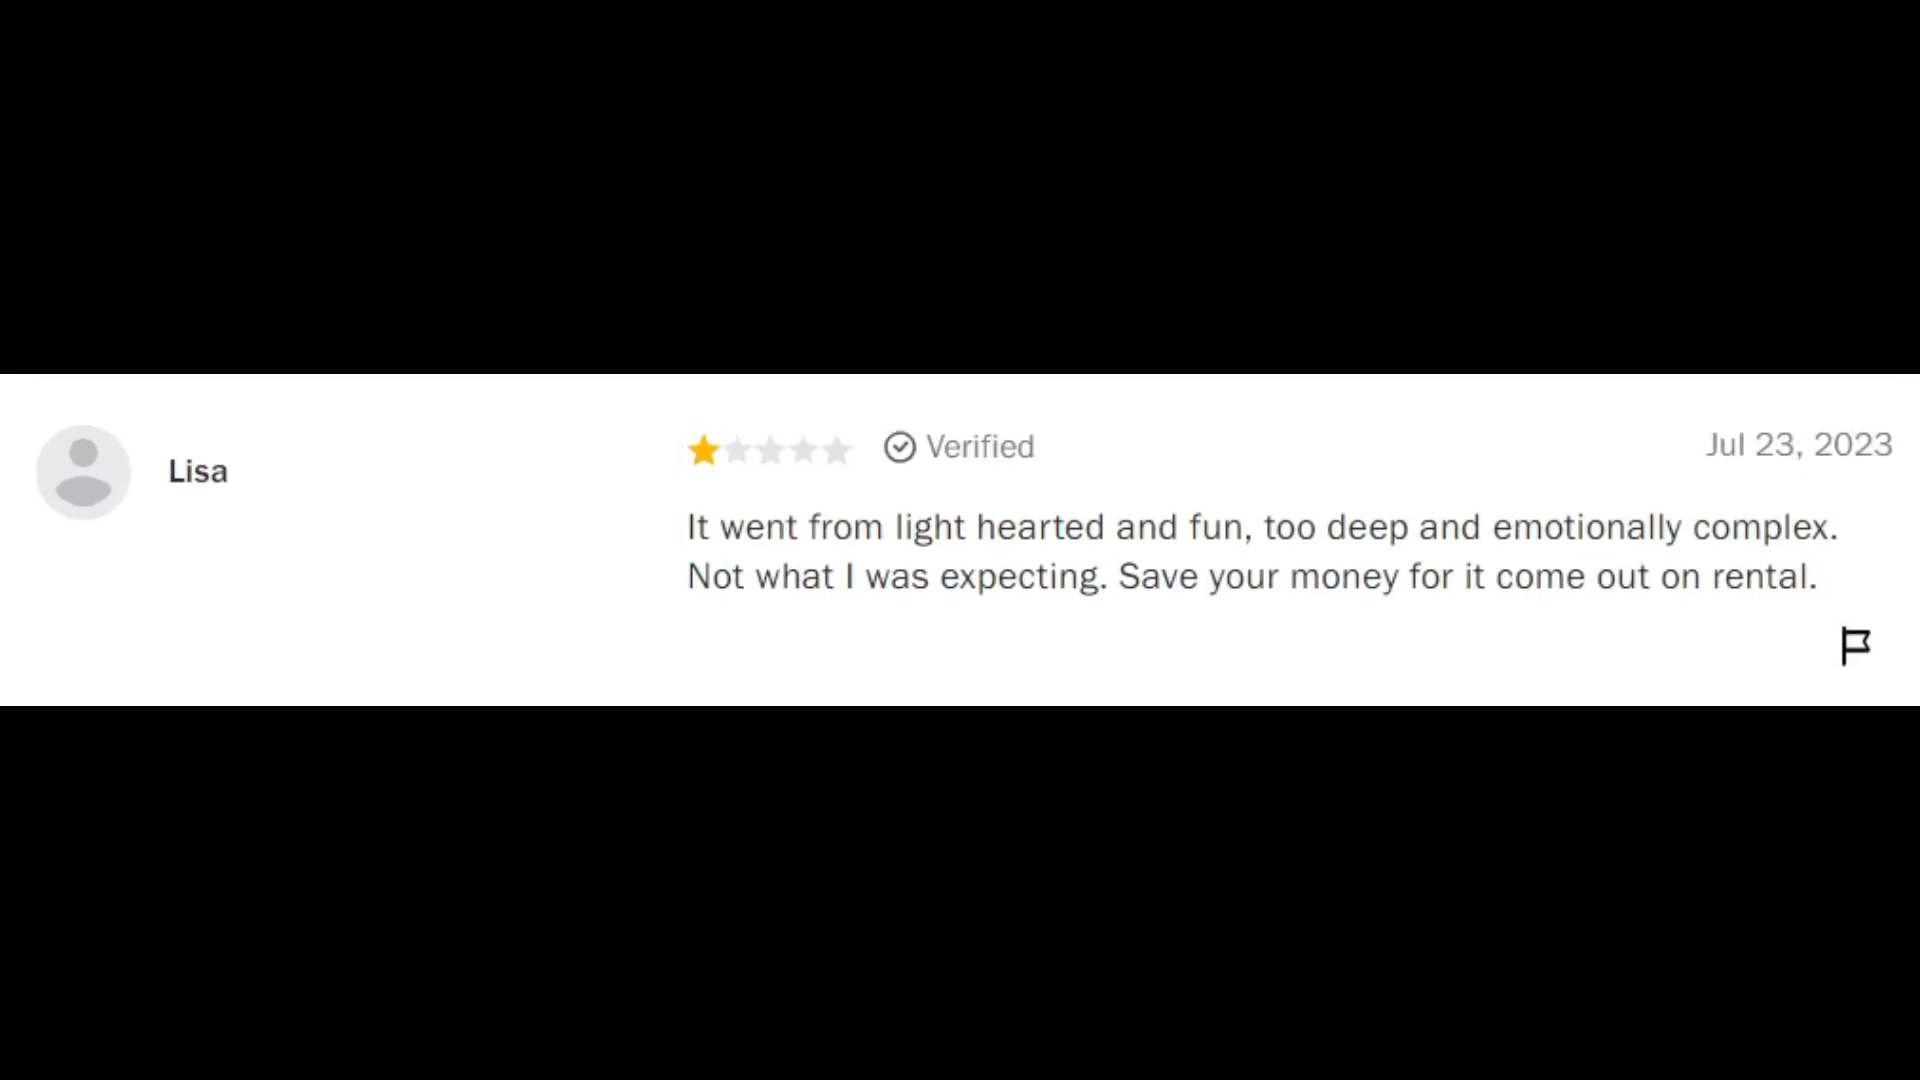 Lisa
Verified
Jul 23, 2023
It went from light hearted and fun, too deep and emotionally complex.
Not what I was expecting. Save your money for it come out on rental.